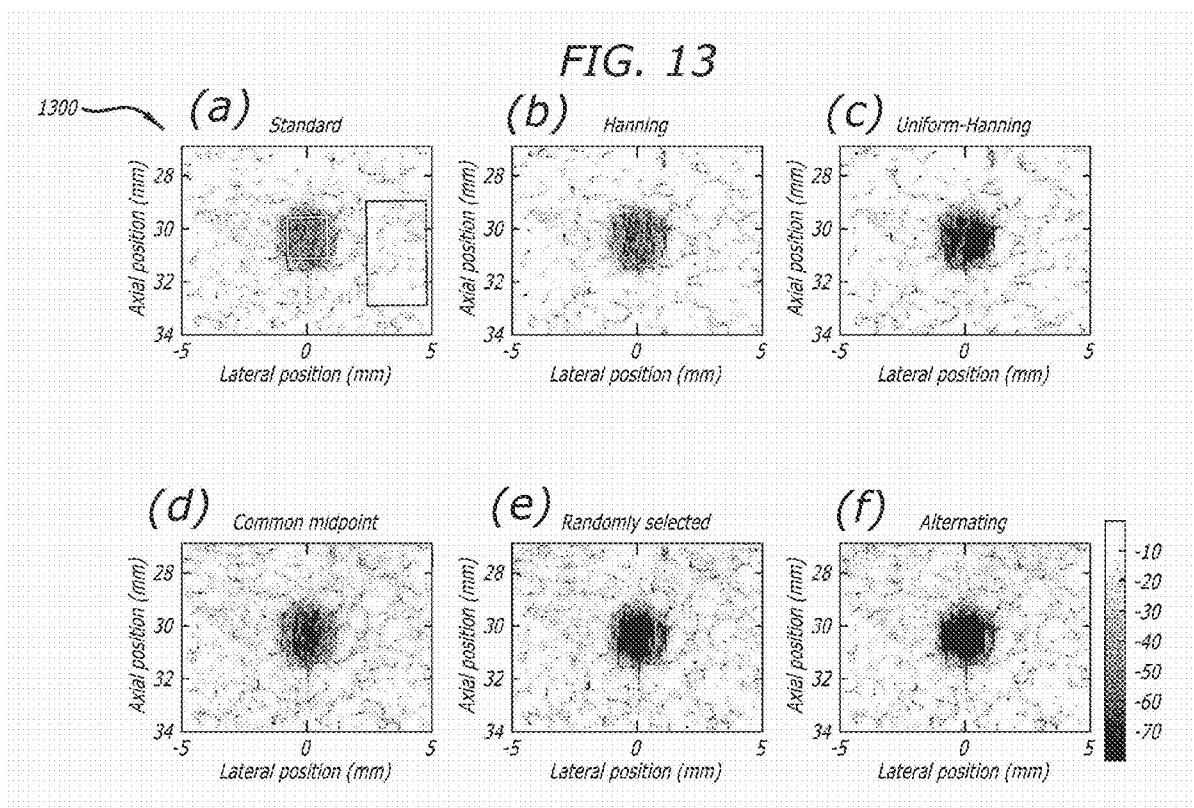 FIG. 13
1300
(a) Standard
(b) Hanning
(c) Uniform-Hanning
Axial position (mm)
28
30
32
34
-5 0 5
Lateral position (mm)
Axial position (mm)
28
30
32
34
-5 0 5
Lateral position (mm)
Axial position (mm)
28
30
32
34
-5 0 5
Lateral position (mm)
(d) Common midpoint
(e) Randomly selected
(f) Alternating
Axial position (mm)
28
30
32
34
-5 0 5
Lateral position (mm)
Axial position (mm)
28
30
32
34
-5 0 5
Lateral position (mm)
Axial position (mm)
28
30
32
34
-5 0 5
Lateral position (mm)
-10
-20
-30
-40
-50
-60
-70